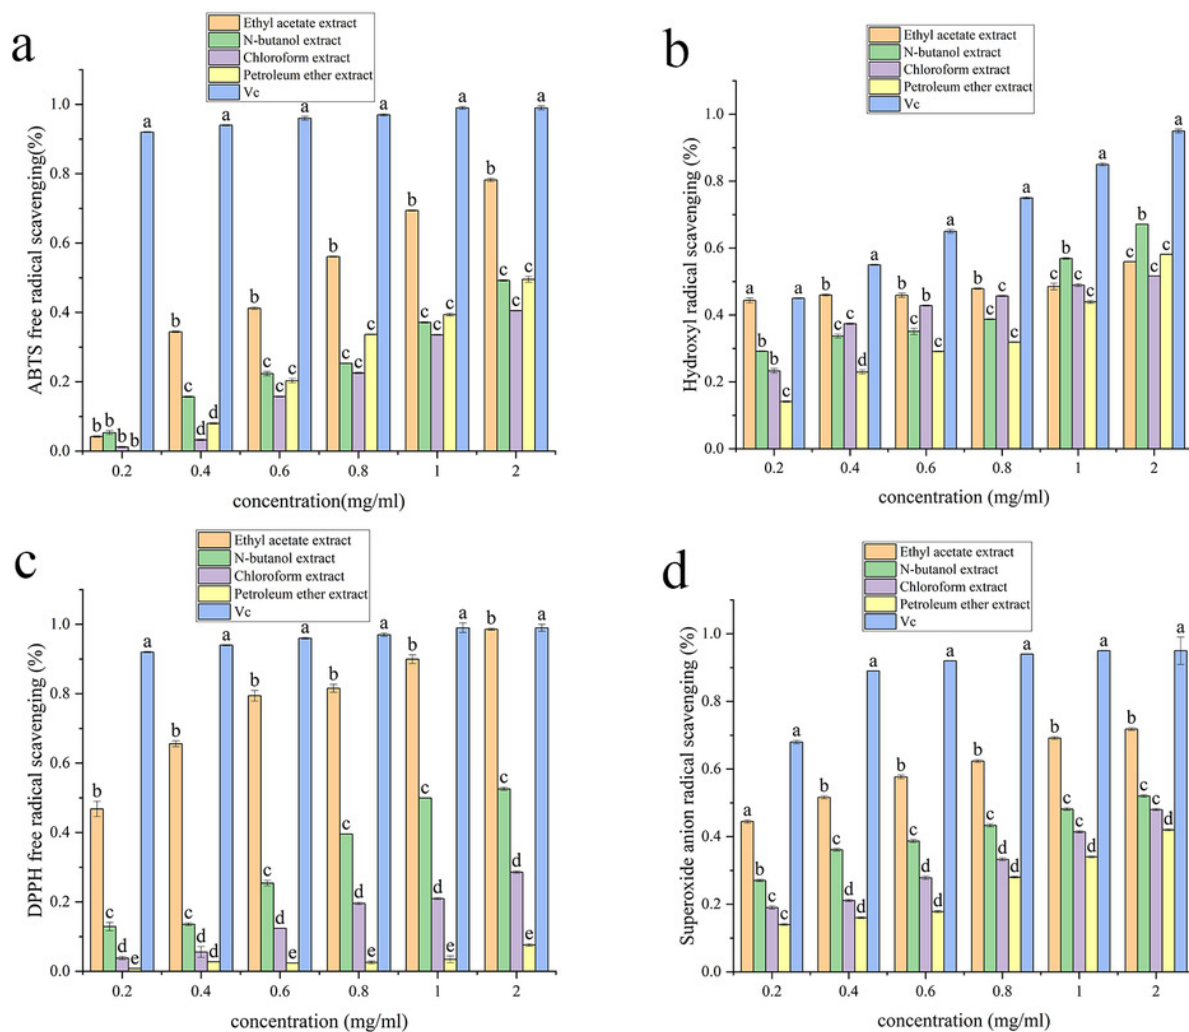 a
Ethyl acetate extract
N-butanol extract
Chloroform extract
Petroleum ether extract
Vc
ABTS free radical scavenging(%)
1.0
0.8
0.6
0.4
0.2
0.0
b b b b a
b c d d a
b c c c a
b c c c a
b c c c a
b c c c a
0.2 0.4 0.6 0.8 1 2
concentration(mg/ml)
b
Ethyl acetate extract
N-butanol extract
Chloroform extract
Petroleum ether extract
Vc
Hydroxyl radical scavenging (%)
1.0
0.8
0.6
0.4
0.2
0.0
a b b c a
b c c d a
b c b c a
b c b c a
c b c c a
b b c c a
0.2 0.4 0.6 0.8 1 2
concentration (mg/ml)
c
Ethyl acetate extract
N-butanol extract
Chloroform extract
Petroleum ether extract
Vc
DPPH free radical scavenging (%)
1.0
0.8
0.6
0.4
0.2
0.0
b c d e a
b c d d a
b c d e a
b c d e a
b c d e a
b c d e a
0.2 0.4 0.6 0.8 1 2
concentration (mg/ml)
d
Ethyl acetate extract
N-butanol extract
Chloroform extract
Petroleum ether extract
Vc
Superoxide anion radical scavenging (%)
1.0
0.8
0.6
0.4
0.2
0.0
a b c c a
b c d d a
b c d d a
b c d d a
b c c d a
b c c d a
0.2 0.4 0.6 0.8 1 2
concentration (mg/ml)